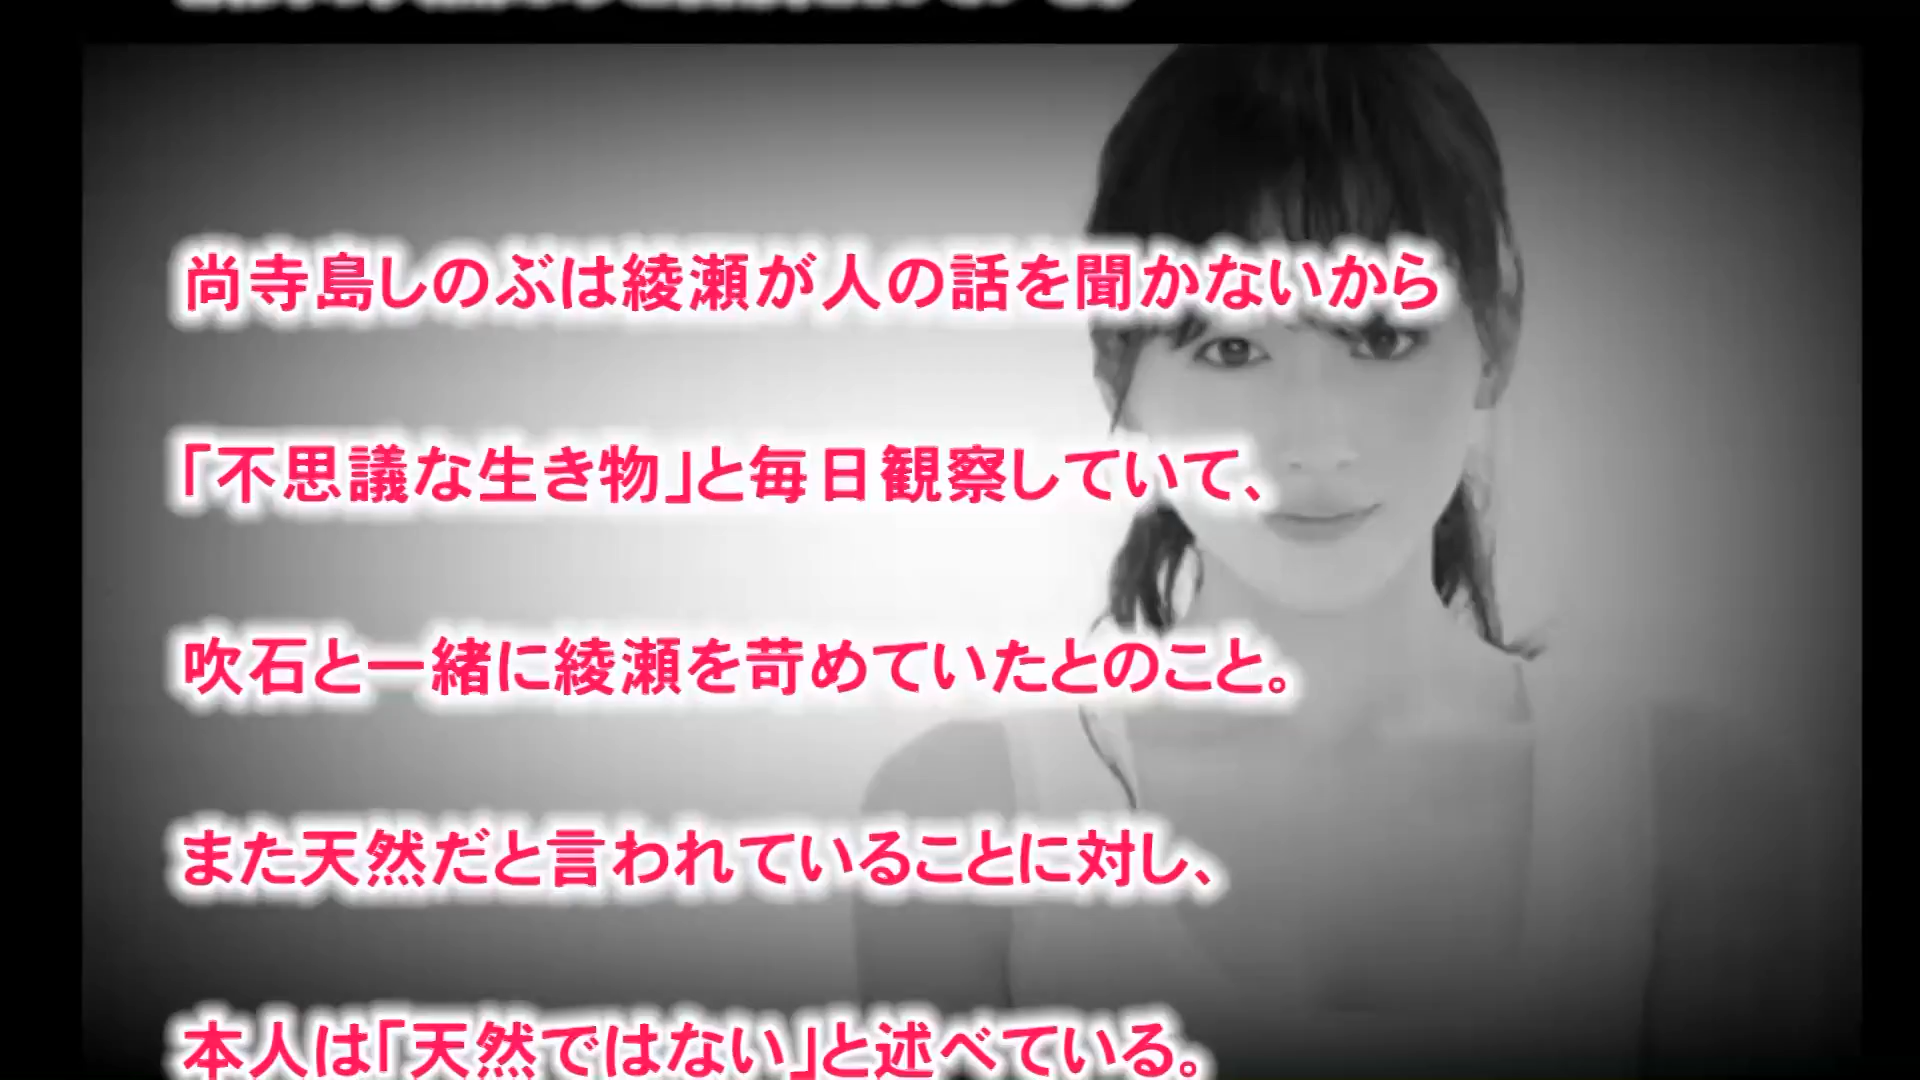 尚寺島しのぶは綾瀬が人の話を聞かないから
「不思議な生き物」と毎日観察していて、
吹石と一緒に綾瀬を苛めていたとのこと。
また天然だと言われていることに対し、
本人は「天然ではない」と述べている。